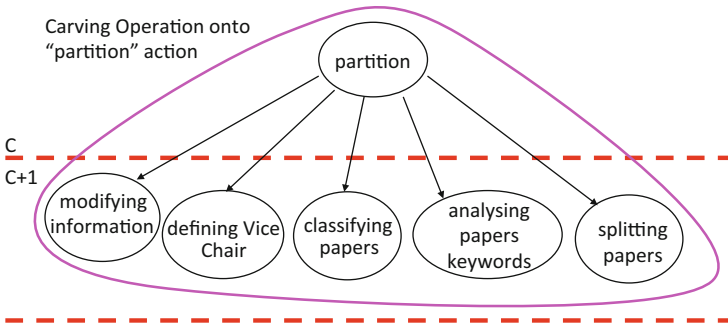 Carving Operation onto
“partition” action
partition
C
C+1
modifying
information
defining Vice
Chair
classifying
papers
analysing
papers
keywords
splitting
papers